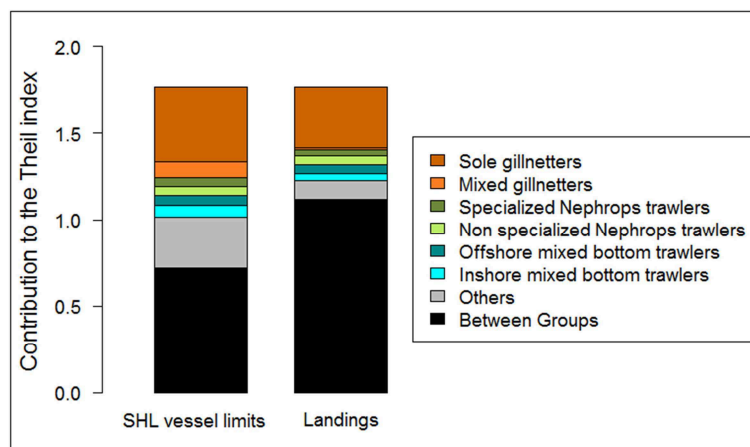 Contribution to the Theil index
2.0
1.5
1.0
0.5
0.0
SHL vessel limits
Landings
Sole gillnetters
Mixed gillnetters
Specialized Nephrops trawlers
Non specialized Nephrops trawlers
Offshore mixed bottom trawlers
Inshore mixed bottom trawlers
Others
Between Groups